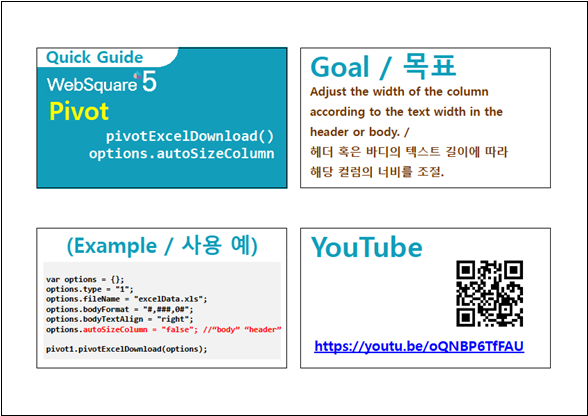 Quick Guide
WebSquare 5
Pivot
pivotExcelDownload()
options.autoSizeColumn
Goal / 목표
Adjust the width of the column
according to the text width in the
header or body. /
헤더 혹은 바디의 텍스트 길이에 따라
해당 컬럼의 너비를 조절.
(Example / 사용 예)
var options = {};
options.type = "1";
options.fileName = "excelData.xls";
options.bodyFormat = "#,###,0#";
options.bodyTextAlign = "right";
options.autoSizeColumn = "false"; //“body” “header”
pivot1.pivotExcelDownload(options);
YouTube
https://youtu.be/oQNBP6TfFAU